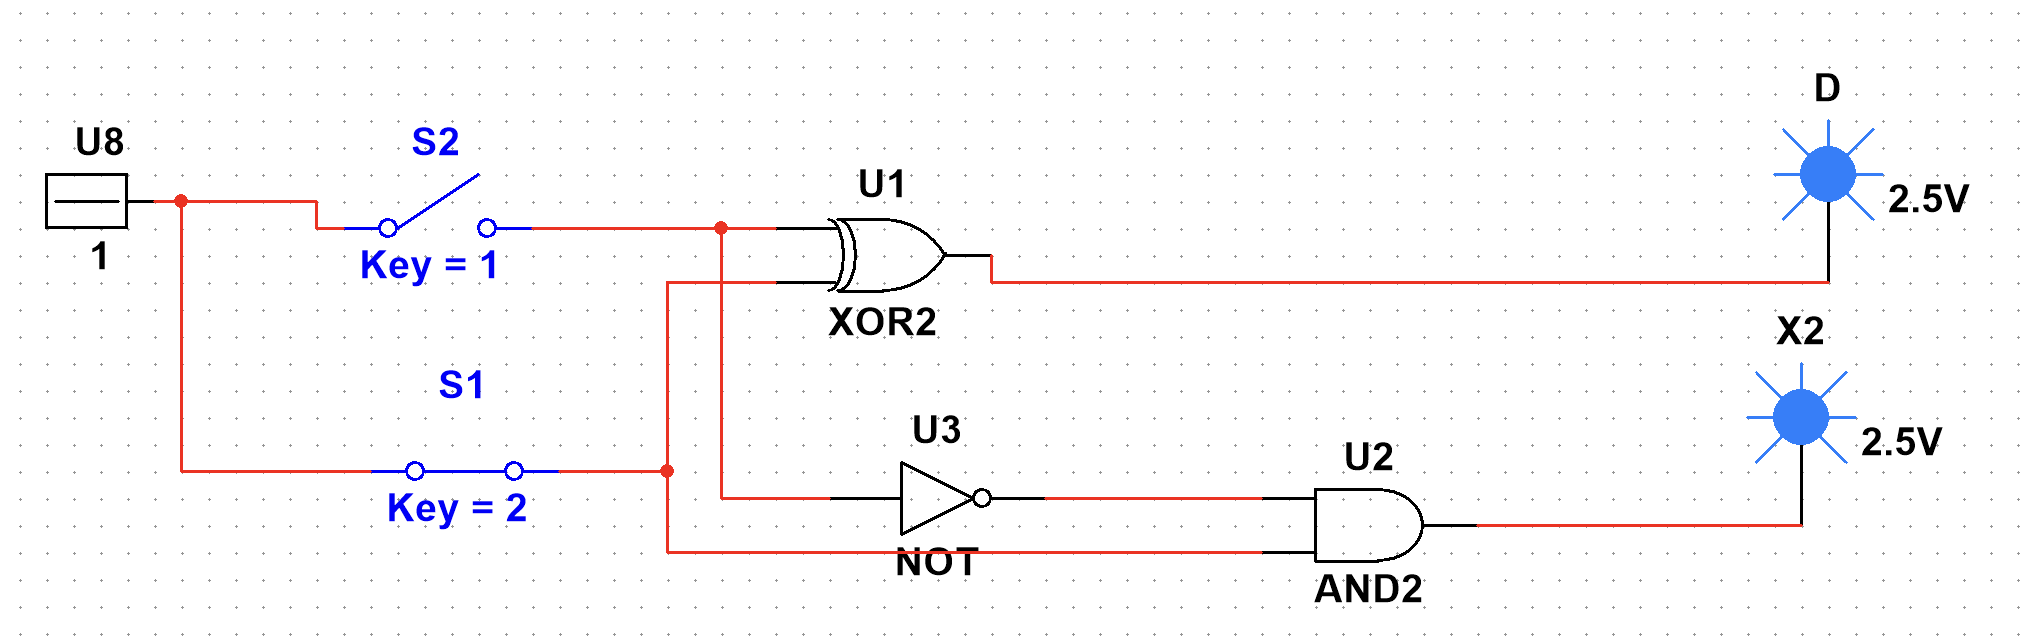 D
U8
S2
U1
2.5V
1
Key = 1
XOR2
X2
S1
U3
2.5V
U2
Key = 2
NOT
AND2